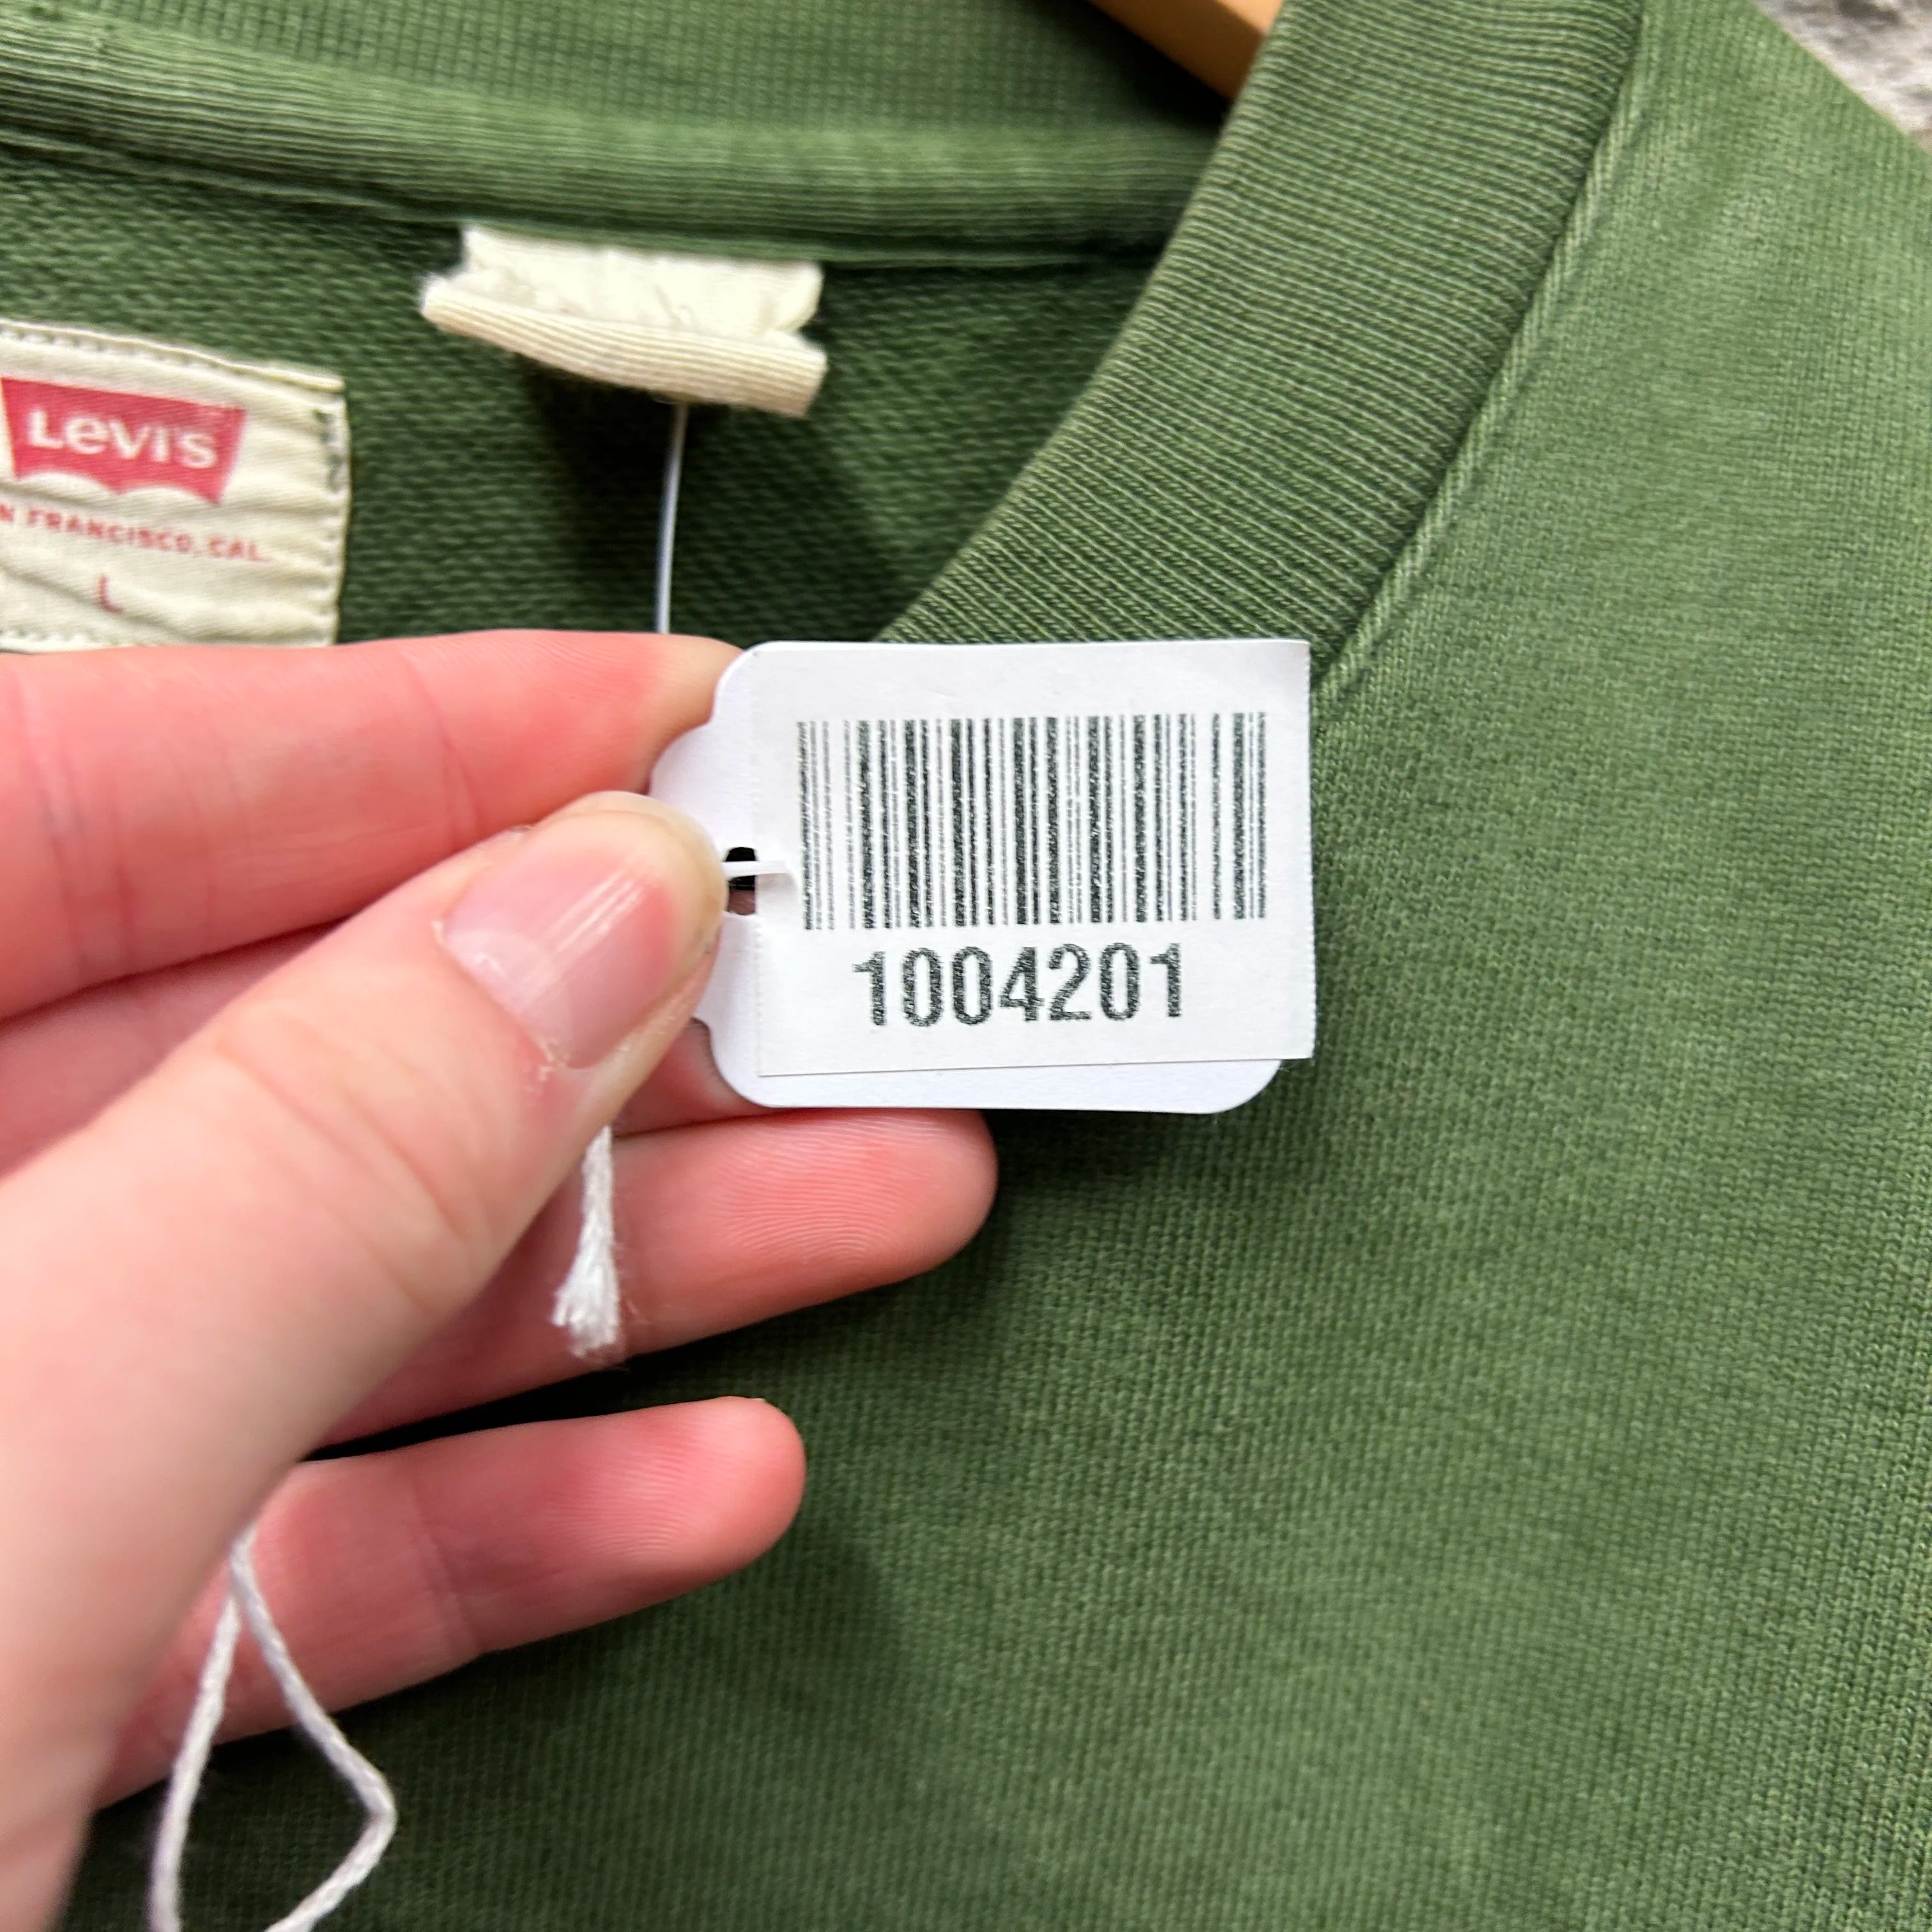 LEVI'S
N FRANCISCO, CAL.
L
1004201